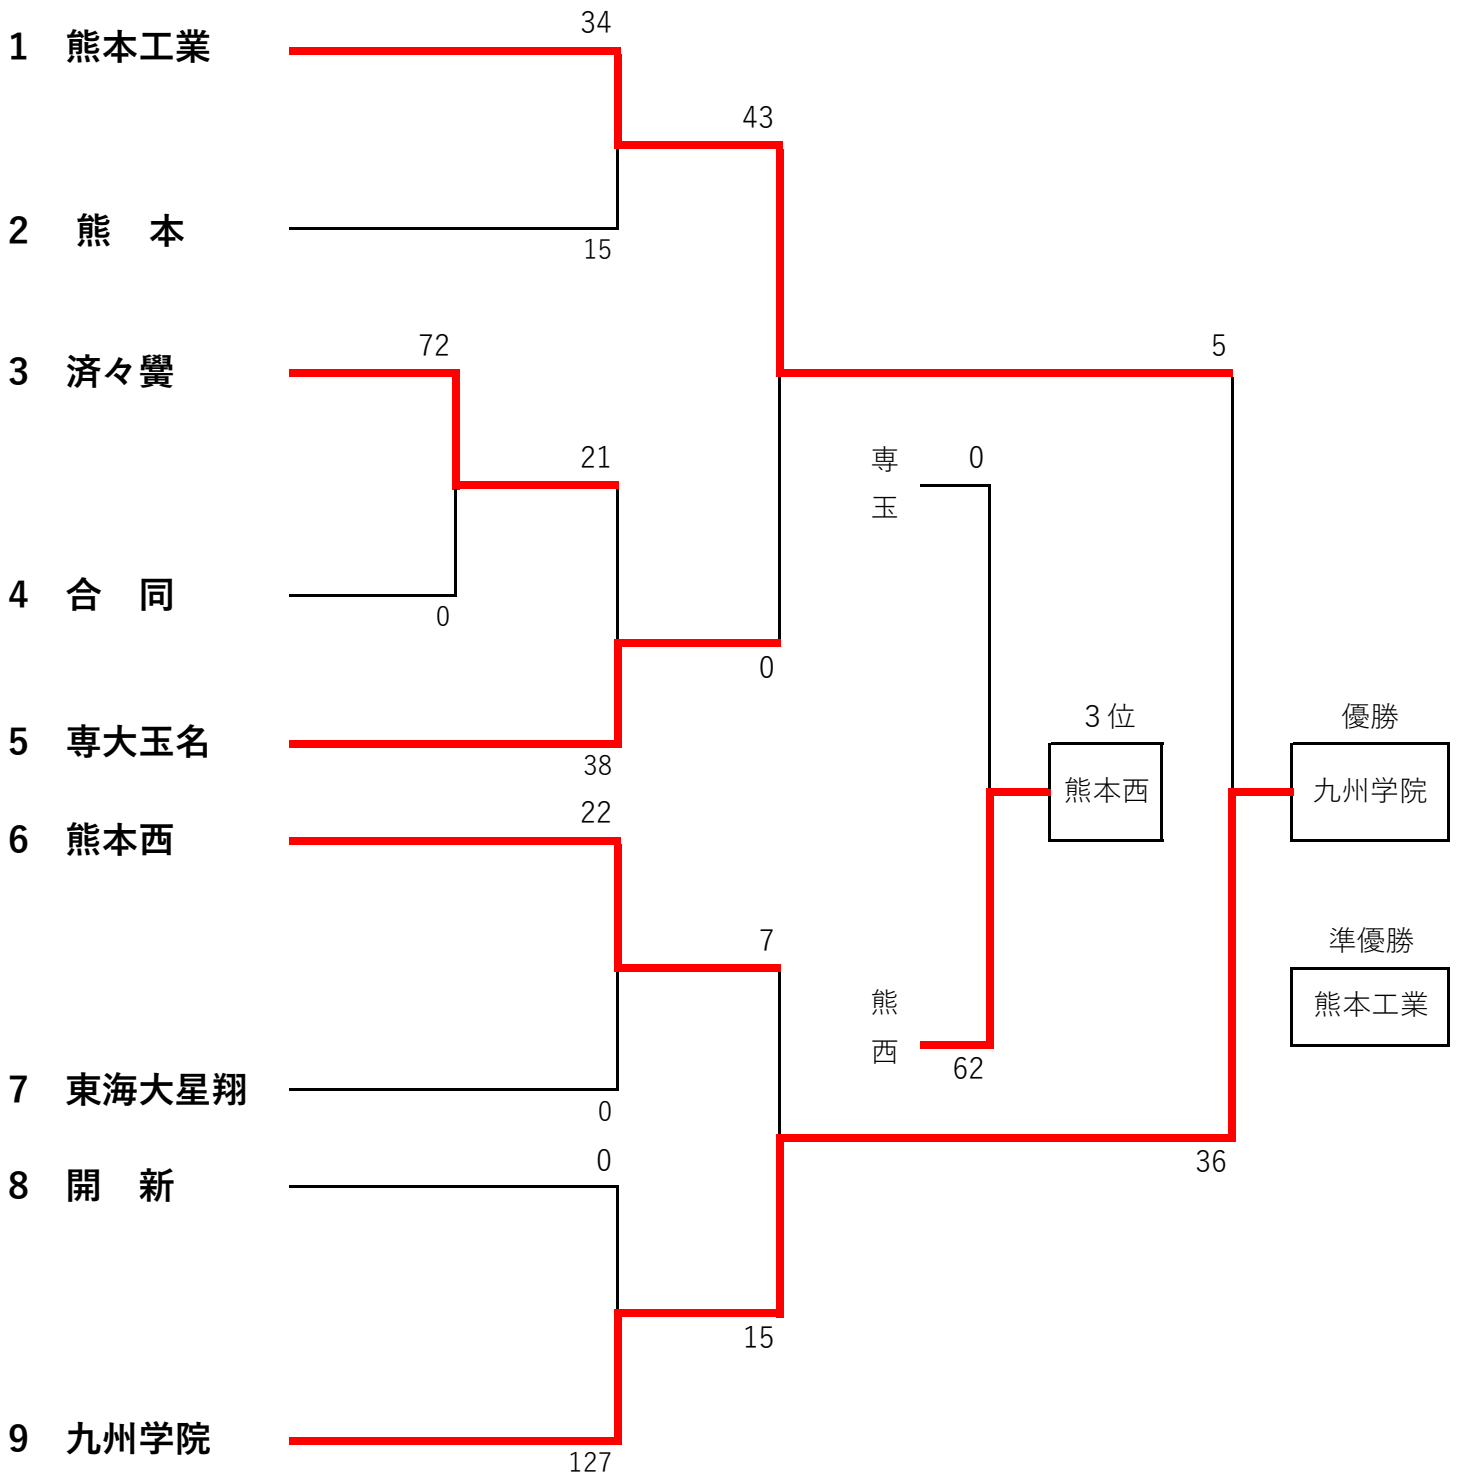 34
1 熊本工業
43
2 熊　本
15
72
3 済々黌
5
21
専玉
0
4 合　同
0
0
5 専大玉名
38
3位
熊本西
優勝
九州学院
22
6 熊本西
7
準優勝
熊本工業
熊西
62
7 東海大星翔
0
0
8 開　新
36
15
9 九州学院
127